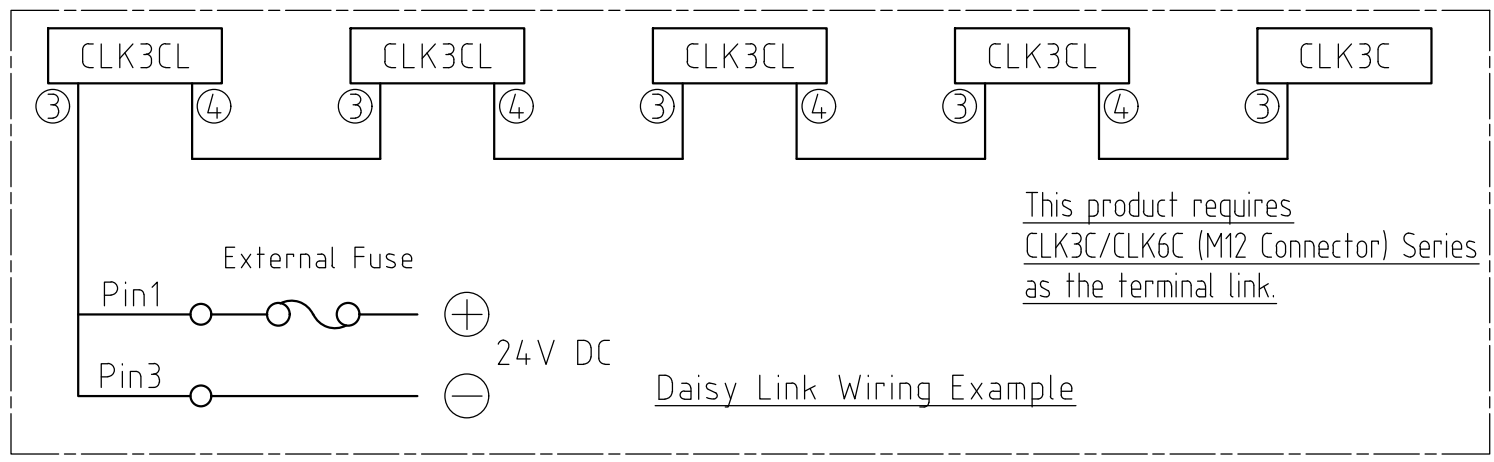 CLK3CL CLK3CL CLK3CL CLK3CL CLK3C
③ ④ ③ ④ ③ ④ ③ ④ ③
This product requires
CLK3C/CLK6C (M12 Connector) Series
as the terminal link.
External Fuse
Pin1
+
24V DC
Pin3
−
Daisy Link Wiring Example